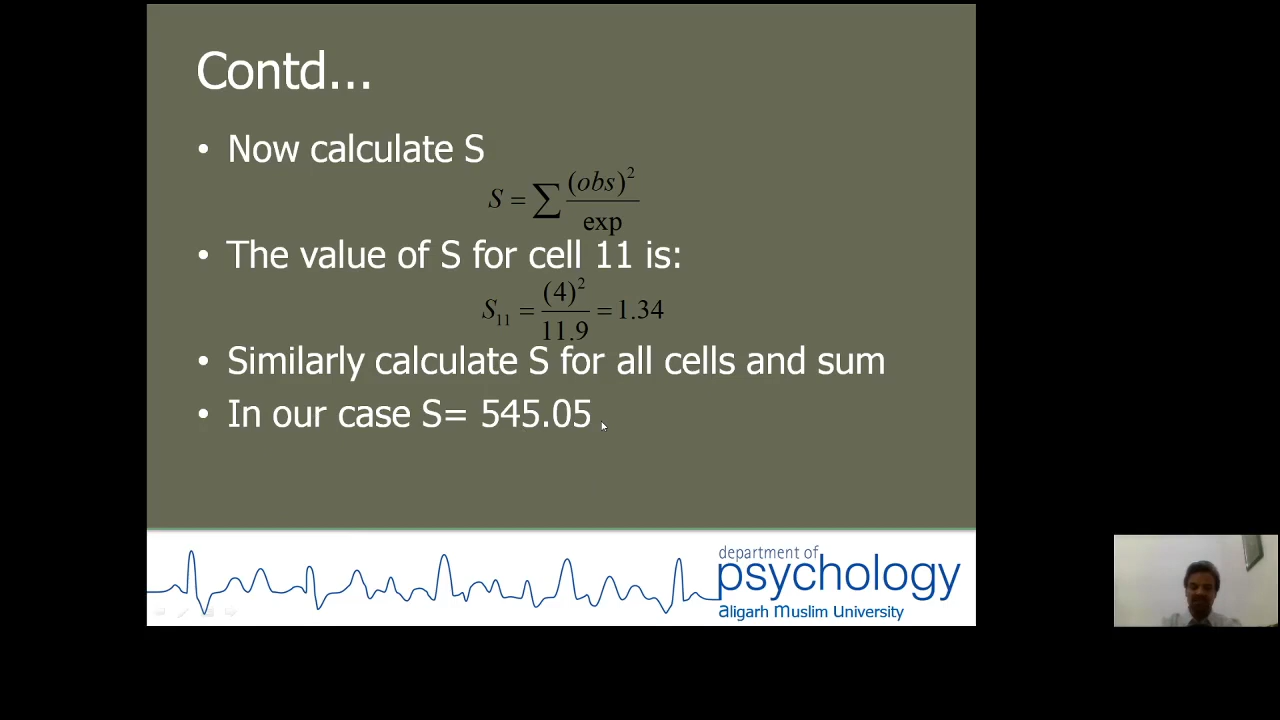 Contd...
• Now calculate S
S = ∑ (obs)² / exp
• The value of S for cell 11 is:
S₁₁ = (4)² / 11.9 = 1.34
• Similarly calculate S for all cells and sum
• In our case S= 545.05
department of
psychology
aligarh muslim university